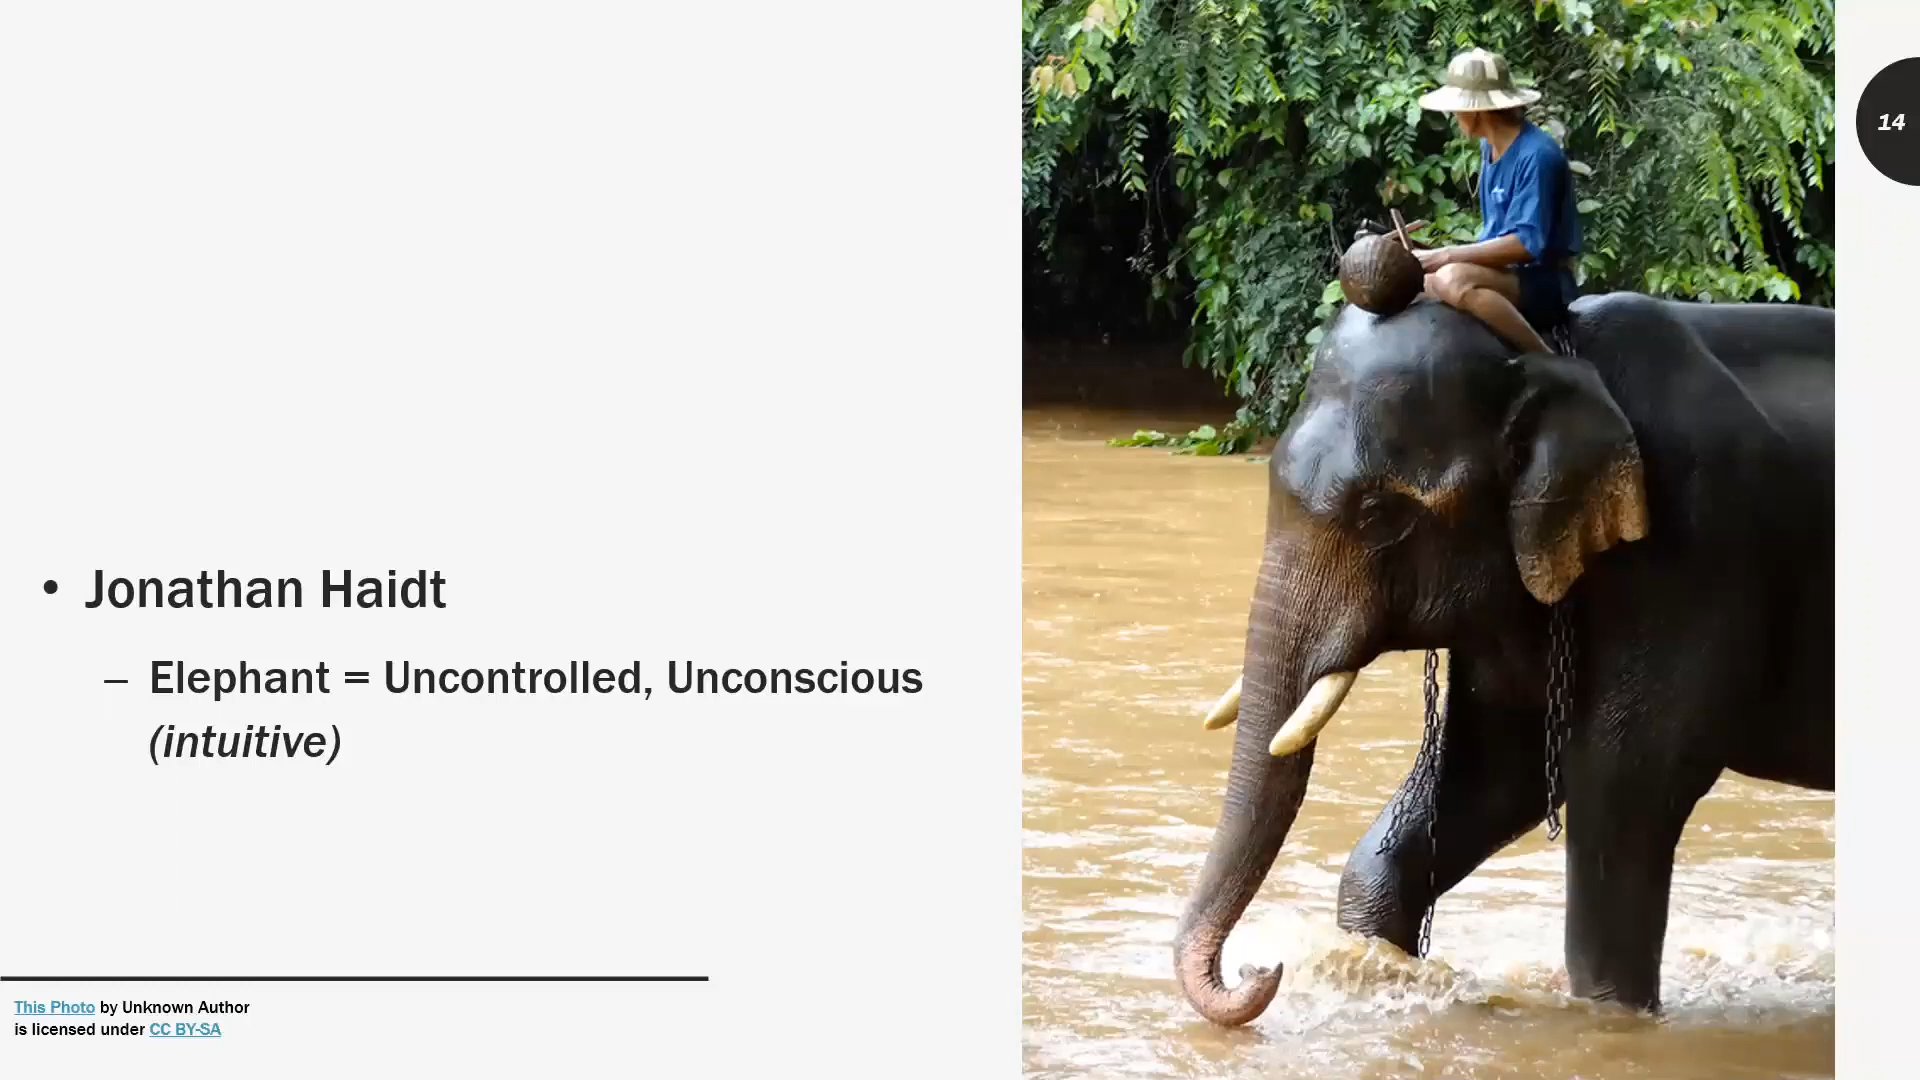 14
• Jonathan Haidt
– Elephant = Uncontrolled, Unconscious
(intuitive)
This Photo by Unknown Author
is licensed under CC BY-SA